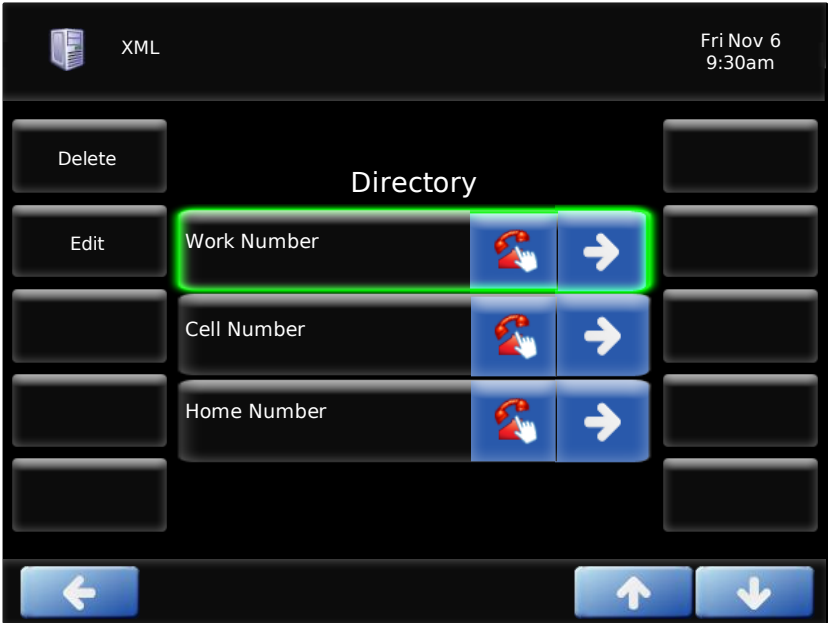 XML
Fri Nov 6
9:30am
Delete
Directory
Edit
Work Number
Cell Number
Home Number